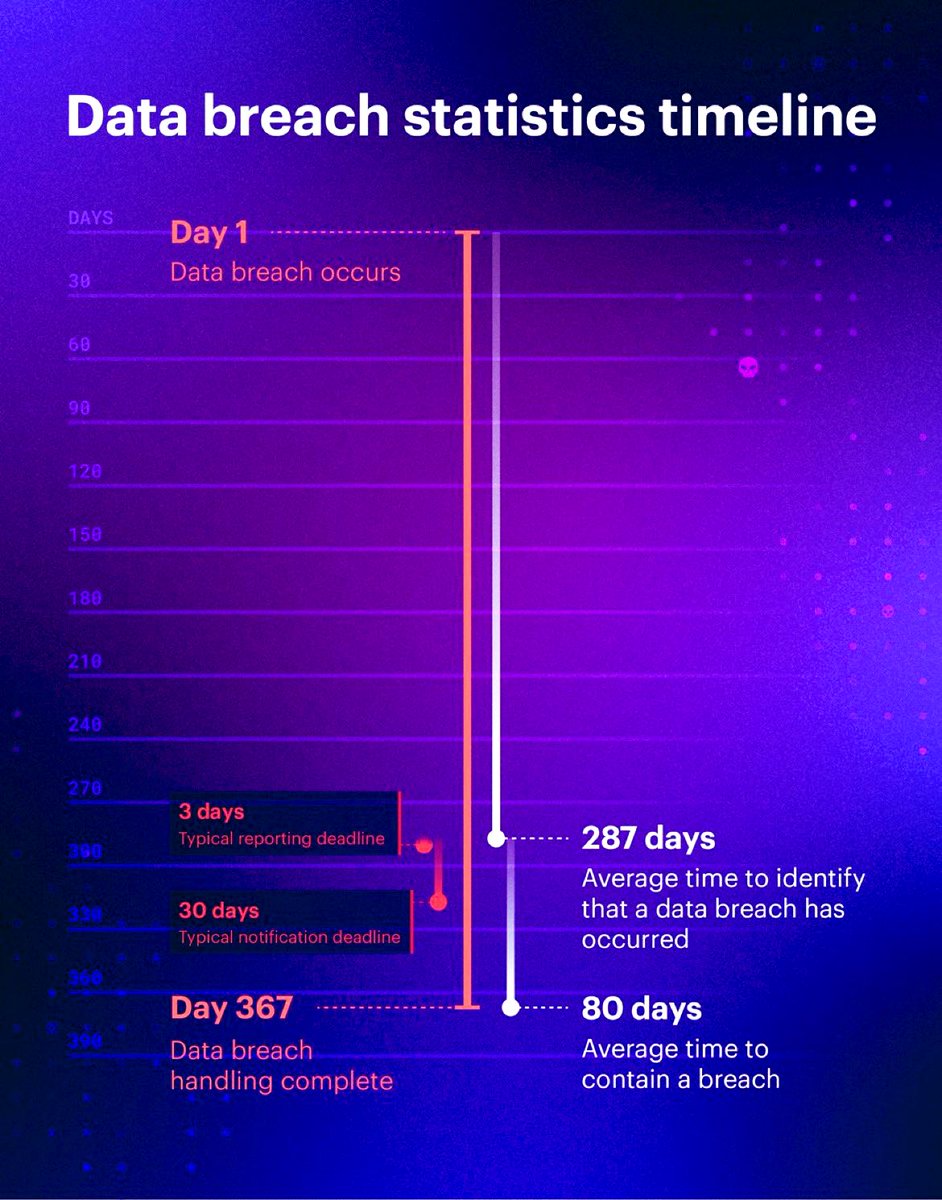 Data breach statistics timeline
DAYS
Day 1
Data breach occurs
30
60
90
120
150
180
210
240
270
3 days
Typical reporting deadline
300
287 days
Average time to identify
that a data breach has
occurred
30 days
Typical notification deadline
330
360
Day 367
Data breach
handling complete
80 days
Average time to
contain a breach
390